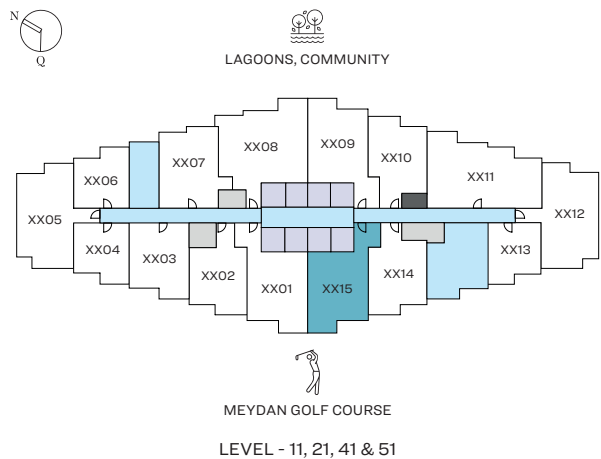 N
Q
LAGOONS, COMMUNITY
XX08
XX09
XX07
XX10
XX06
XX11
XX05
XX12
XX04
XX03
XX13
XX02
XX14
XX01
XX15
MEYDAN GOLF COURSE
LEVEL - 11, 21, 41 & 51